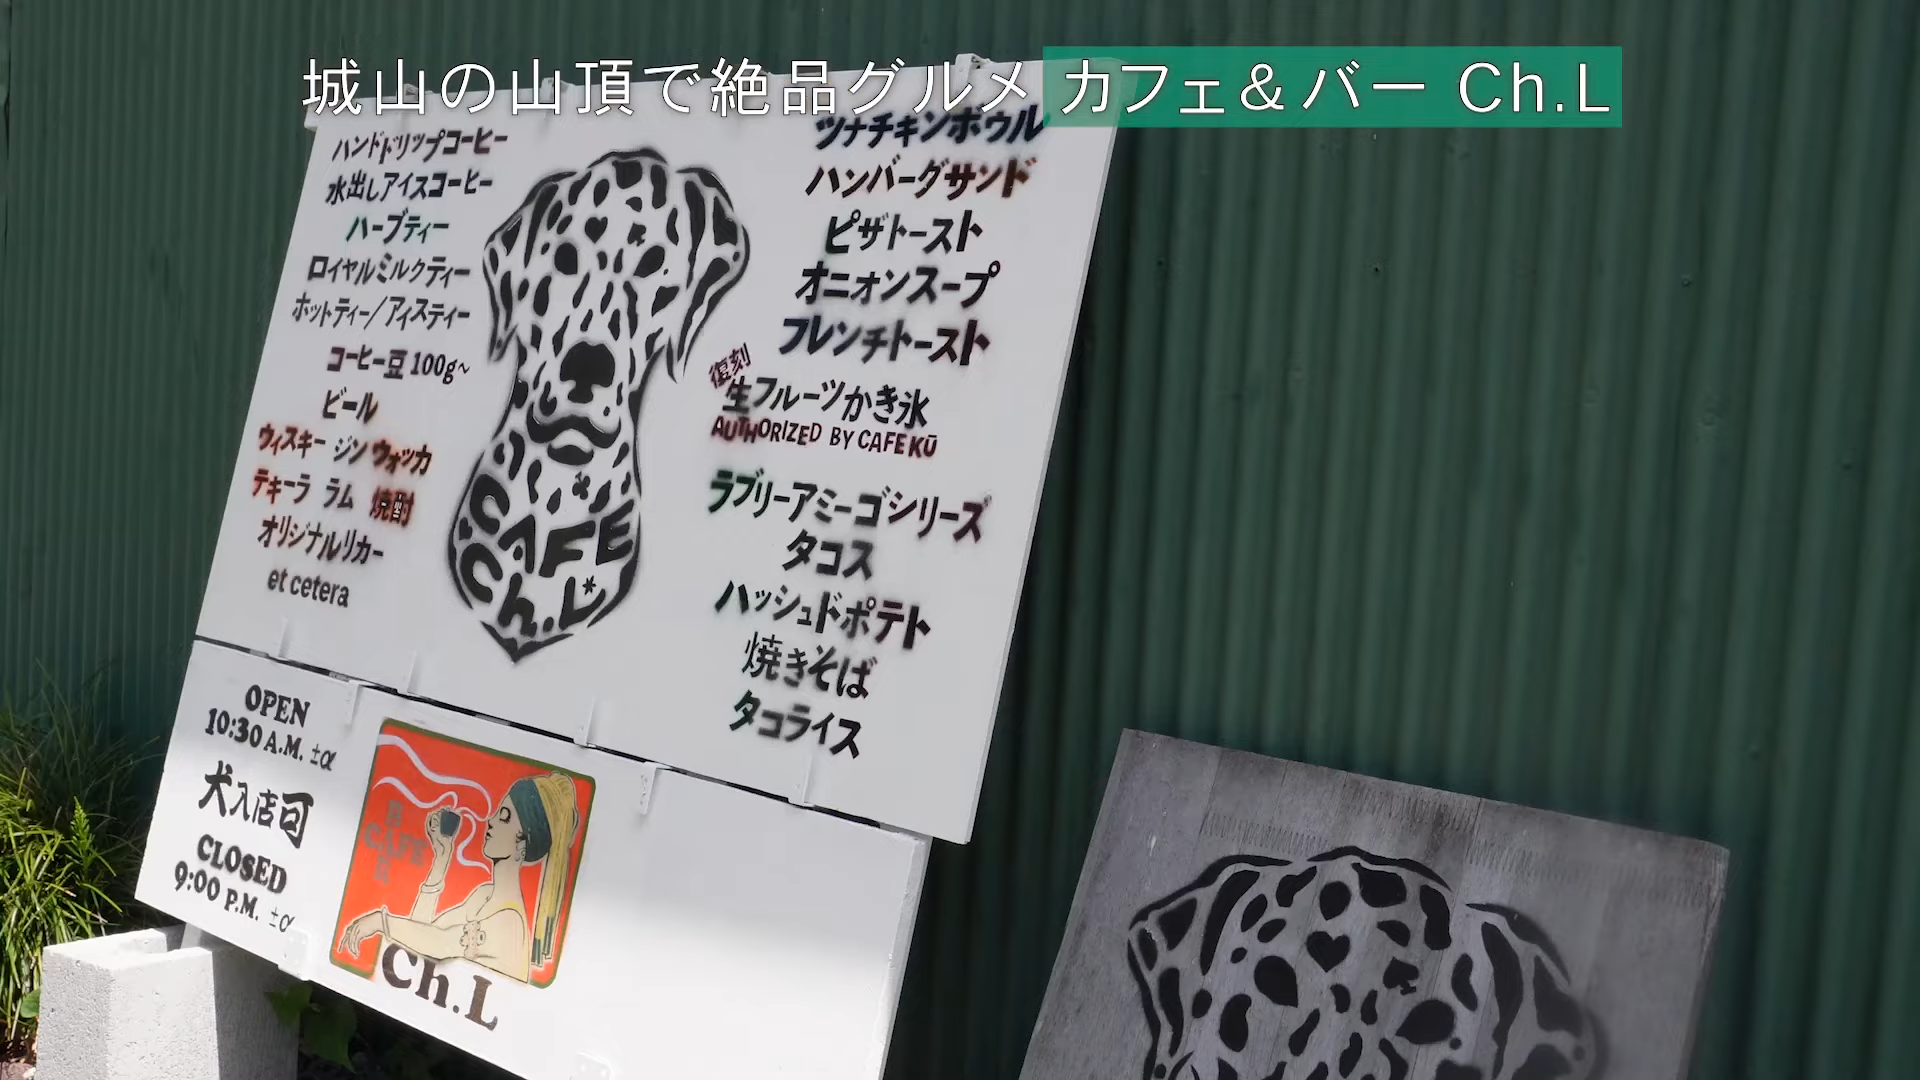 城山の山頂で絶品グルメ カフェ＆バー Ch.L
ハンドドリップコーヒー
水出しアイスコーヒー
ハーブティー
ロイヤルミルクティー
ホットティー/アイスティー
コーヒー豆 100g~
ビール
ウィスキー ジン ウォッカ
テキーラ ラム 焼酎
オリジナルリカー
et cetera
CAFE
Ch.L*
ツナチキンボゥル
ハンバーグサンド
ピザトースト
オニオンスープ
フレンチトースト
復刻
生フルーツかき氷
AUTHORIZED BY CAFE KŪ
ラブリーアミーゴシリーズ
タコス
ハッシュドポテト
焼きそば
タコライス
OPEN
10:30 A.M. ±α
犬入店可
CLOSED
9:00 P.M. ±α
CAFE
Ch.L